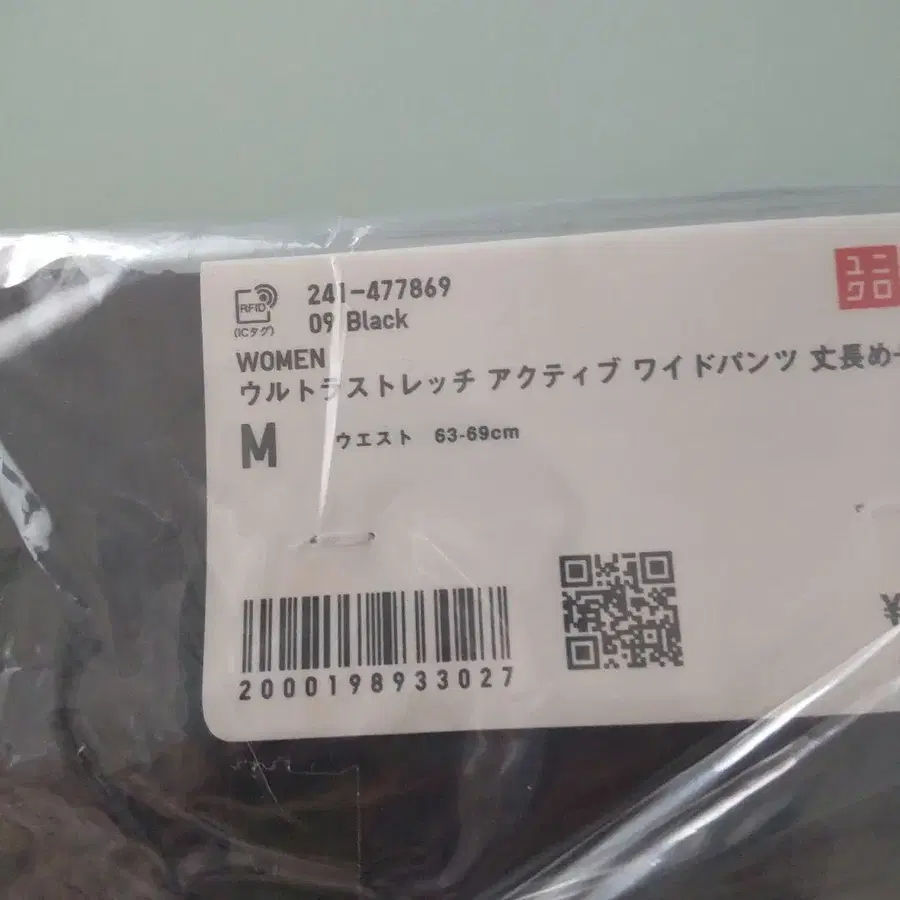 RFID
(ICタグ)
241-477869
09 Black
ユニ
クロ
WOMEN
ウルトラストレッチ アクティブ ワイドパンツ 丈長め
M ウエスト 63-69cm
2000198933027
¥